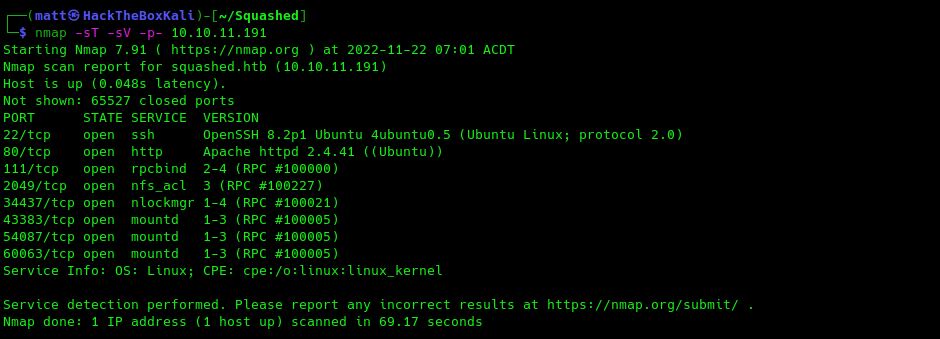 ┌──(matt㉿HackTheBoxKali)-[~/Squashed]
└─$ nmap -sT -sV -p- 10.10.11.191
Starting Nmap 7.91 ( https://nmap.org ) at 2022-11-22 07:01 ACDT
Nmap scan report for squashed.htb (10.10.11.191)
Host is up (0.048s latency).
Not shown: 65527 closed ports
PORT      STATE SERVICE  VERSION
22/tcp    open  ssh      OpenSSH 8.2p1 Ubuntu 4ubuntu0.5 (Ubuntu Linux; protocol 2.0)
80/tcp    open  http     Apache httpd 2.4.41 ((Ubuntu))
111/tcp   open  rpcbind  2-4 (RPC #100000)
2049/tcp  open  nfs_acl  3 (RPC #100227)
34437/tcp open  nlockmgr 1-4 (RPC #100021)
43383/tcp open  mountd   1-3 (RPC #100005)
54087/tcp open  mountd   1-3 (RPC #100005)
60063/tcp open  mountd   1-3 (RPC #100005)
Service Info: OS: Linux; CPE: cpe:/o:linux:linux_kernel

Service detection performed. Please report any incorrect results at https://nmap.org/submit/ .
Nmap done: 1 IP address (1 host up) scanned in 69.17 seconds